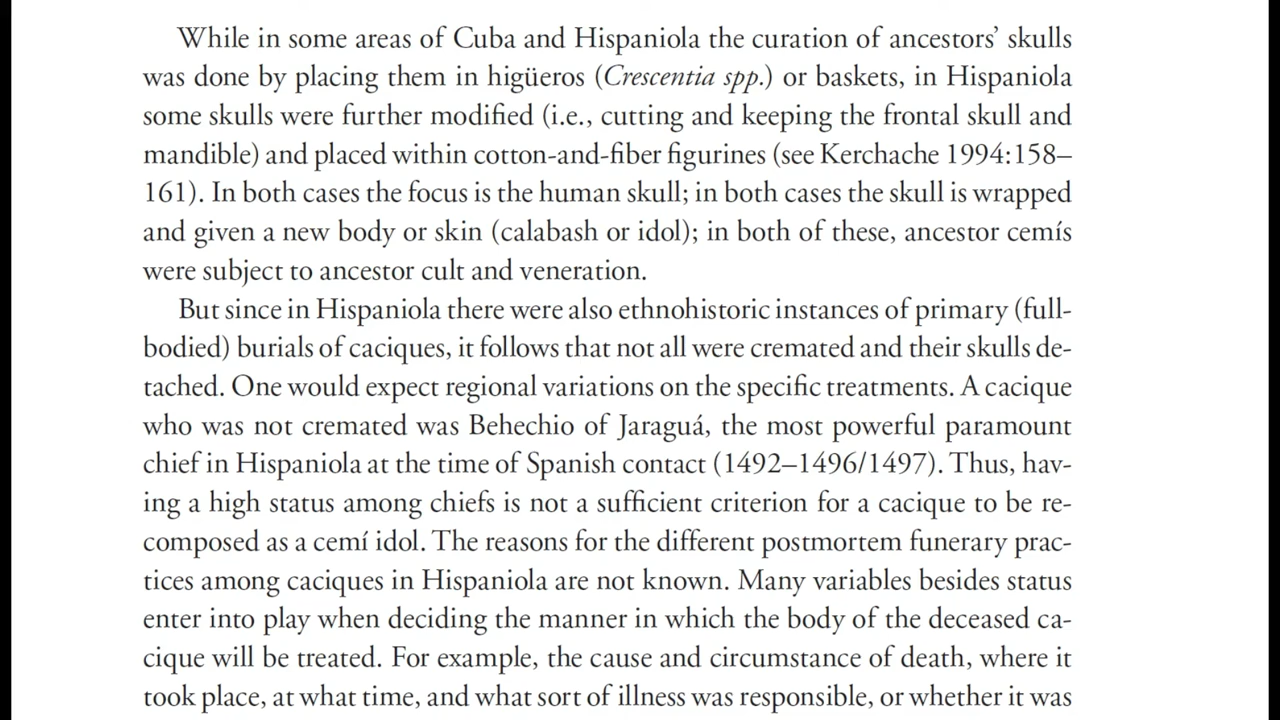 While in some areas of Cuba and Hispaniola the curation of ancestors’ skulls
was done by placing them in higüeros (Crescentia spp.) or baskets, in Hispaniola
some skulls were further modified (i.e., cutting and keeping the frontal skull and
mandible) and placed within cotton-and-fiber figurines (see Kerchache 1994:158–
161). In both cases the focus is the human skull; in both cases the skull is wrapped
and given a new body or skin (calabash or idol); in both of these, ancestor cemís
were subject to ancestor cult and veneration.
But since in Hispaniola there were also ethnohistoric instances of primary (full-
bodied) burials of caciques, it follows that not all were cremated and their skulls de-
tached. One would expect regional variations on the specific treatments. A cacique
who was not cremated was Behechio of Jaraguá, the most powerful paramount
chief in Hispaniola at the time of Spanish contact (1492–1496/1497). Thus, hav-
ing a high status among chiefs is not a sufficient criterion for a cacique to be re-
composed as a cemí idol. The reasons for the different postmortem funerary prac-
tices among caciques in Hispaniola are not known. Many variables besides status
enter into play when deciding the manner in which the body of the deceased ca-
cique will be treated. For example, the cause and circumstance of death, where it
took place, at what time, and what sort of illness was responsible, or whether it was